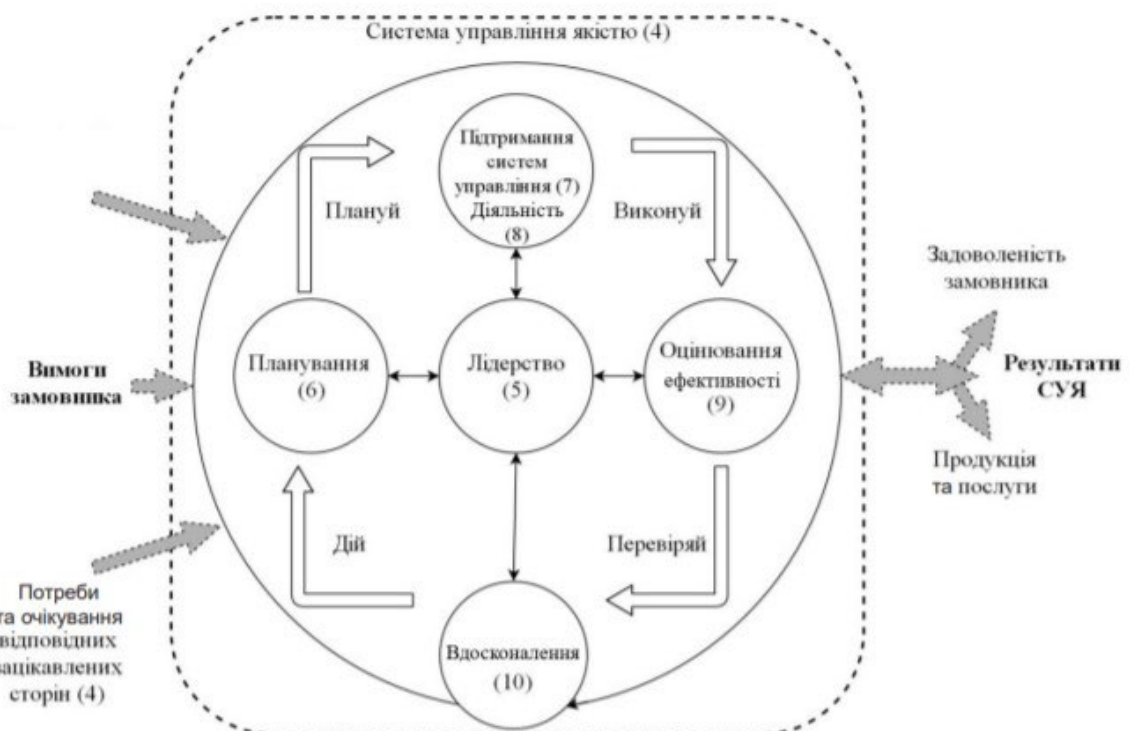 Система управління якістю (4)
Підтримання
систем
управління (7)
Діяльність
(8)
Плануй
Виконуй
Задоволеність
замовника
Вимоги
замовника
Планування
(6)
Лідерство
(5)
Оцінювання
ефективності
(9)
Результати
СУЯ
Продукція
та послуги
Дій
Перевіряй
Потреби
та очікування
відповідних
зацікавлених
сторін (4)
Вдосконалення
(10)